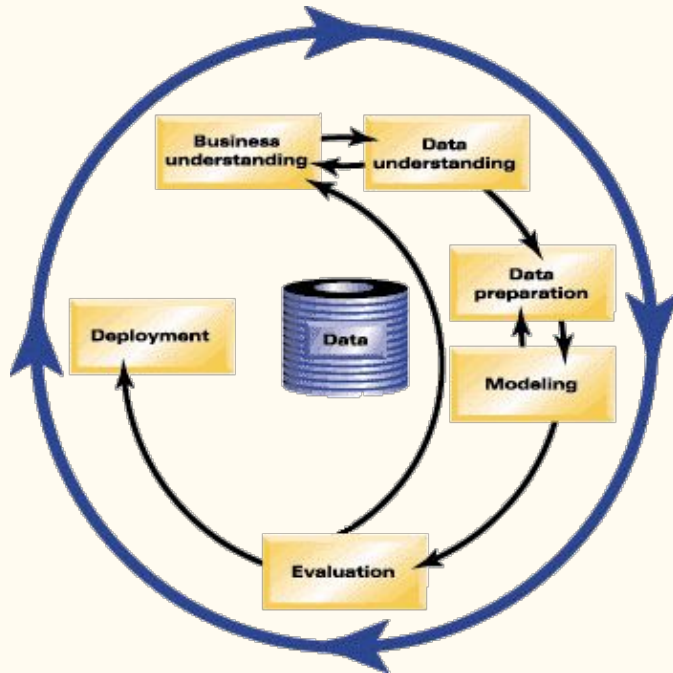 Business
understanding
Data
understanding
Data
preparation
Modeling
Evaluation
Deployment
Data